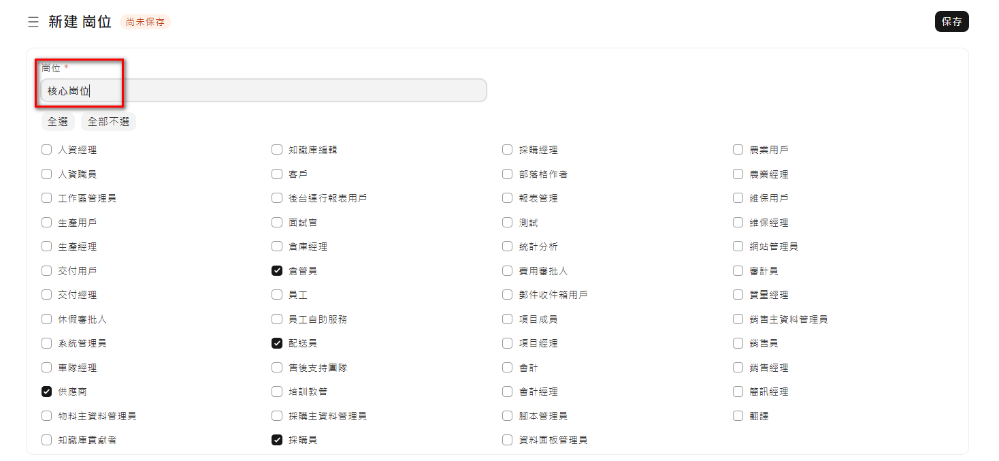 新建 崗位 尚未保存 保存
崗位 *
核心崗位
全選 全部不選
人資經理 知識庫編輯 採購經理 農業用戶
人資職員 客戶 部落格作者 農業經理
工作區管理員 後台運行報表用戶 報表管理 維保用戶
生產用戶 面試官 測試 維保經理
生產經理 倉庫經理 統計分析 網站管理員
交付用戶 倉管員 費用審批人 審計員
交付經理 員工 郵件收件箱用戶 質量經理
休假審批人 員工自助服務 項目成員 銷售主資料管理員
系統管理員 配送員 項目經理 銷售員
車隊經理 售後支持團隊 會計 銷售經理
供應商 培訓教管 會計經理 簡訊經理
物料主資料管理員 採購主資料管理員 腳本管理員 翻譯
知識庫貢獻者 採購員 資料面板管理員